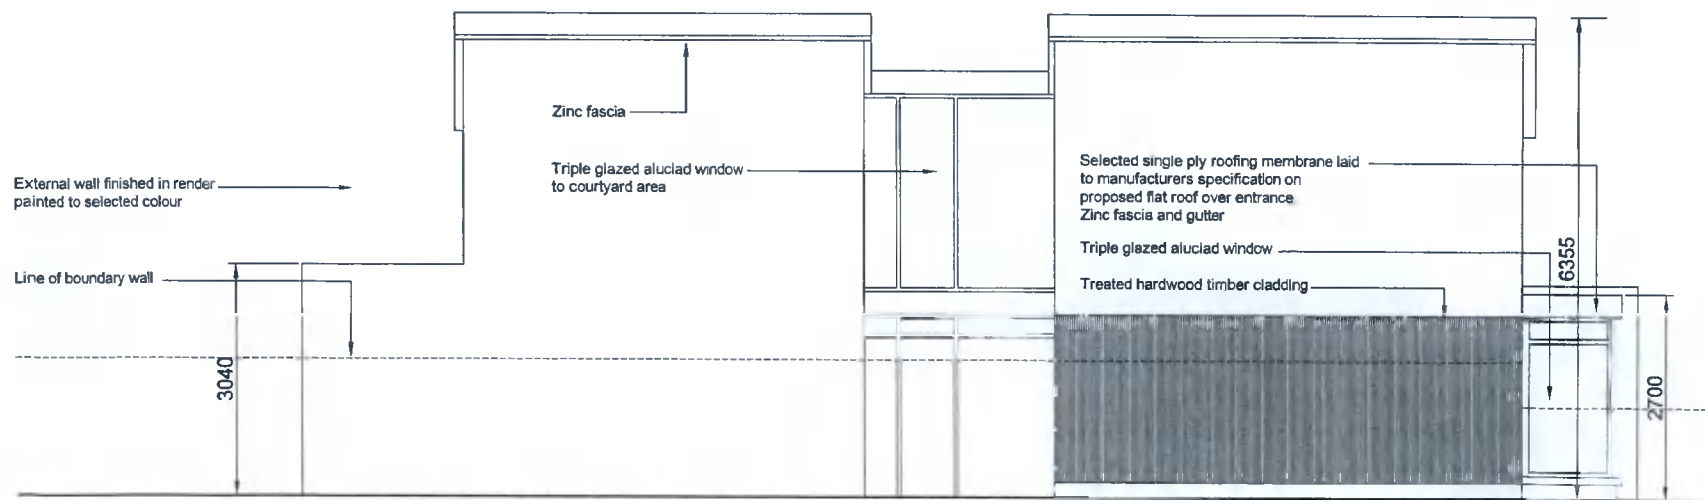 Zinc fascia
Triple glazed aluclad window
to courtyard area
External wall finished in render
painted to selected colour
Line of boundary wall
Selected single ply roofing membrane laid
to manufacturers specification on
proposed flat roof over entrance
Zinc fascia and gutter
Triple glazed aluclad window
Treated hardwood timber cladding
3040
6355
2700